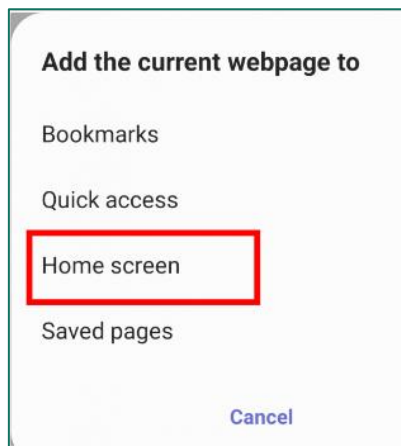 Add the current webpage to
Bookmarks
Quick access
Home screen
Saved pages
Cancel